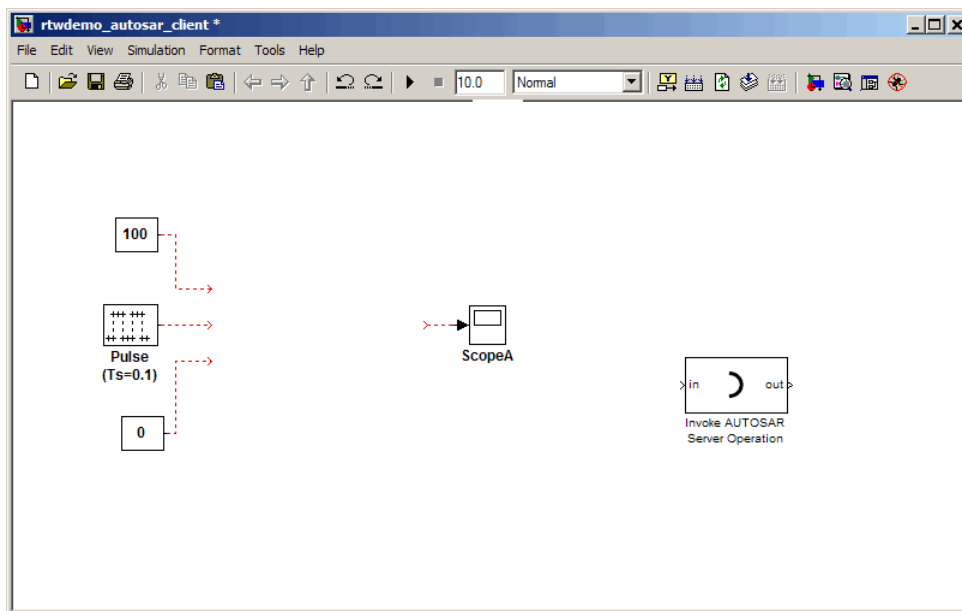 rtwdemo_autosar_client *
File Edit View Simulation Format Tools Help
10.0 Normal
100
Pulse
(Ts=0.1)
0
ScopeA
in out
Invoke AUTOSAR
Server Operation